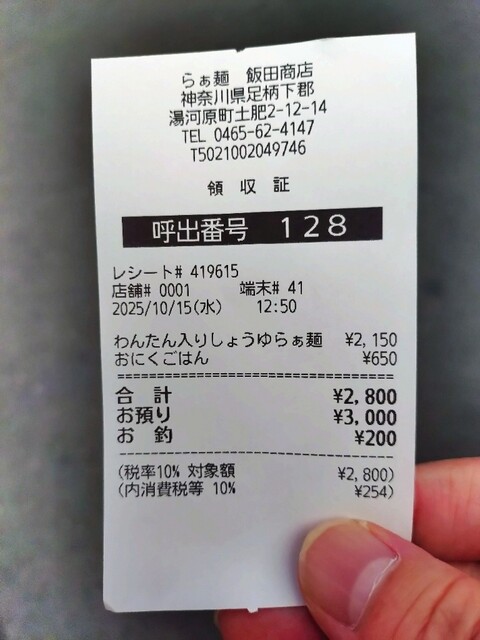 らぁ麺 飯田商店
神奈川県足柄下郡
湯河原町土肥2-12-14
TEL 0465-62-4147
T5021002049746
領 収 証
呼出番号 128
レシート# 419615
店舗# 0001 端末# 41
2025/10/15(水) 12:50
わんたん入りしょうゆらぁ麺 ¥2,150
おにくごはん ¥650
合 計 ¥2,800
お預り ¥3,000
お 釣 ¥200
(税率10% 対象額 ¥2,800)
(内消費税等 10% ¥254)